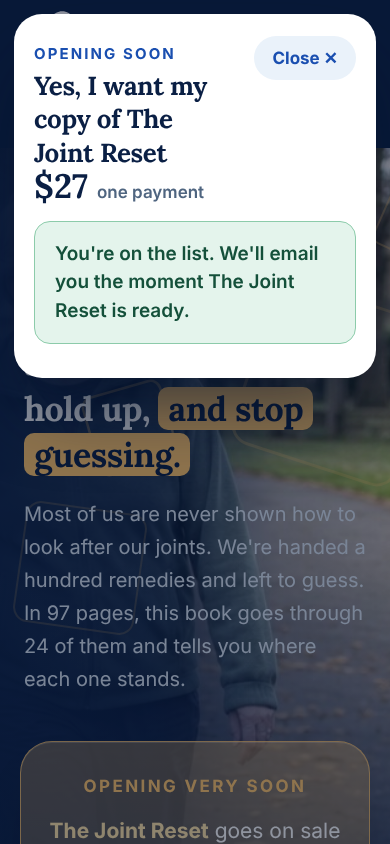 OPENING SOON
Close ✕
Yes, I want my
copy of The
Joint Reset
$27 one payment
You're on the list. We'll email
you the moment The Joint
Reset is ready.
hold up, and stop
guessing.
Most of us are never shown how to
look after our joints. We're handed a
hundred remedies and left to guess.
In 97 pages, this book goes through
24 of them and tells you where
each one stands.
OPENING VERY SOON
The Joint Reset goes on sale